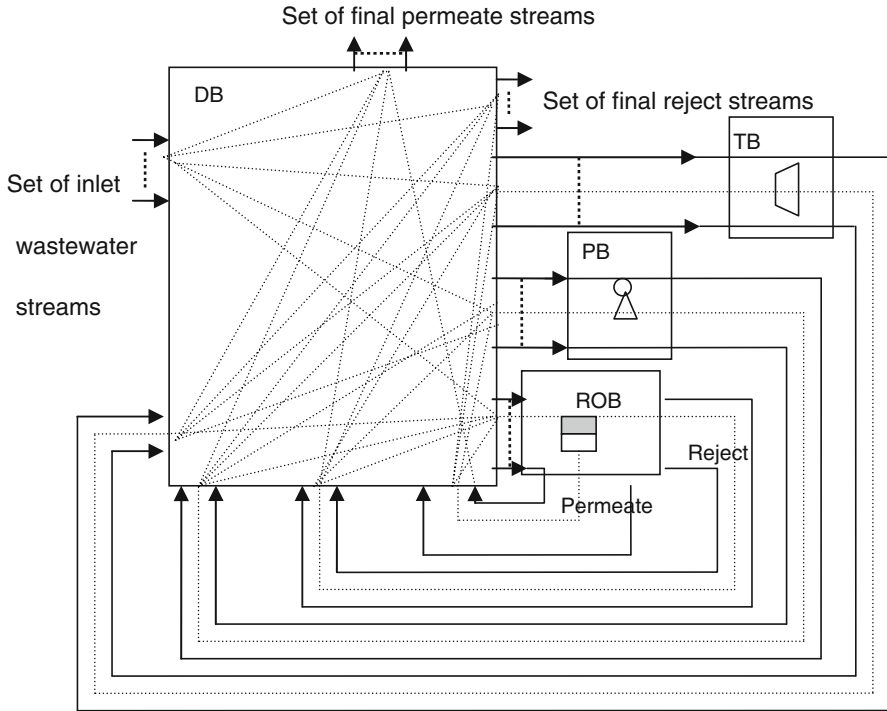 Set of final permeate streams
DB
Set of final reject streams
TB
Set of inlet
wastewater
streams
PB
ROB
Reject
Permeate